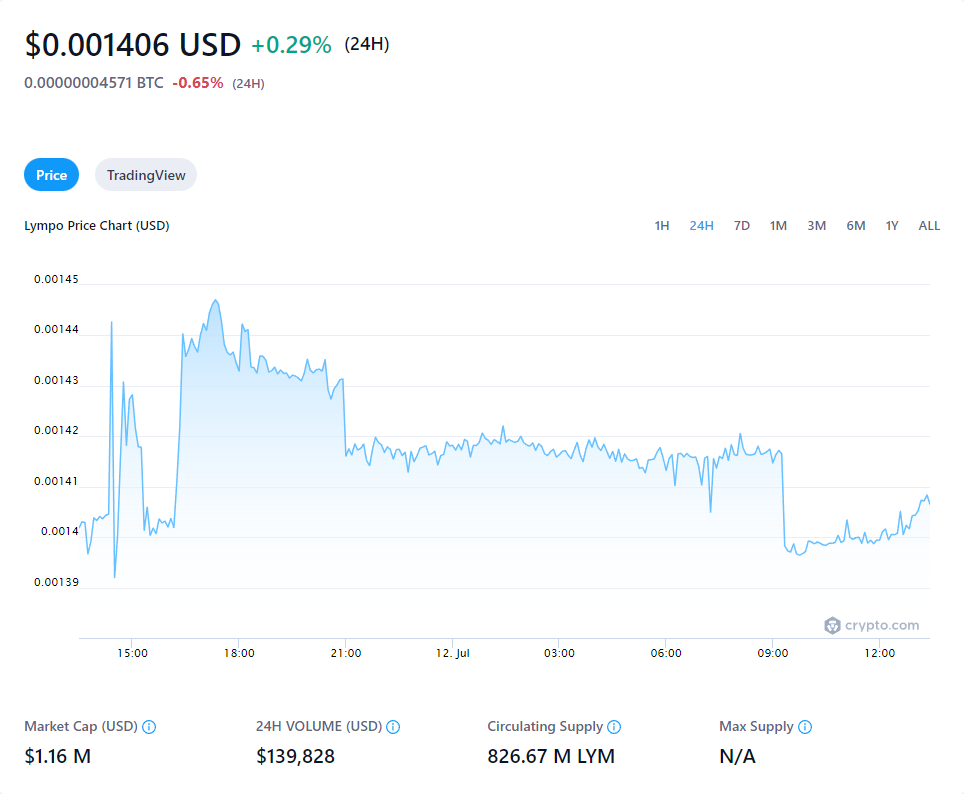 $0.001406 USD +0.29% (24H)
0.00000004571 BTC -0.65% (24H)
Price TradingView
Lympo Price Chart (USD) 1H 24H 7D 1M 3M 6M 1Y ALL
0.00145
0.00144
0.00143
0.00142
0.00141
0.0014
0.00139
crypto.com
15:00 18:00 21:00 12. Jul 03:00 06:00 09:00 12:00
Market Cap (USD) 24H VOLUME (USD) Circulating Supply Max Supply
$1.16 M $139,828 826.67 M LYM N/A